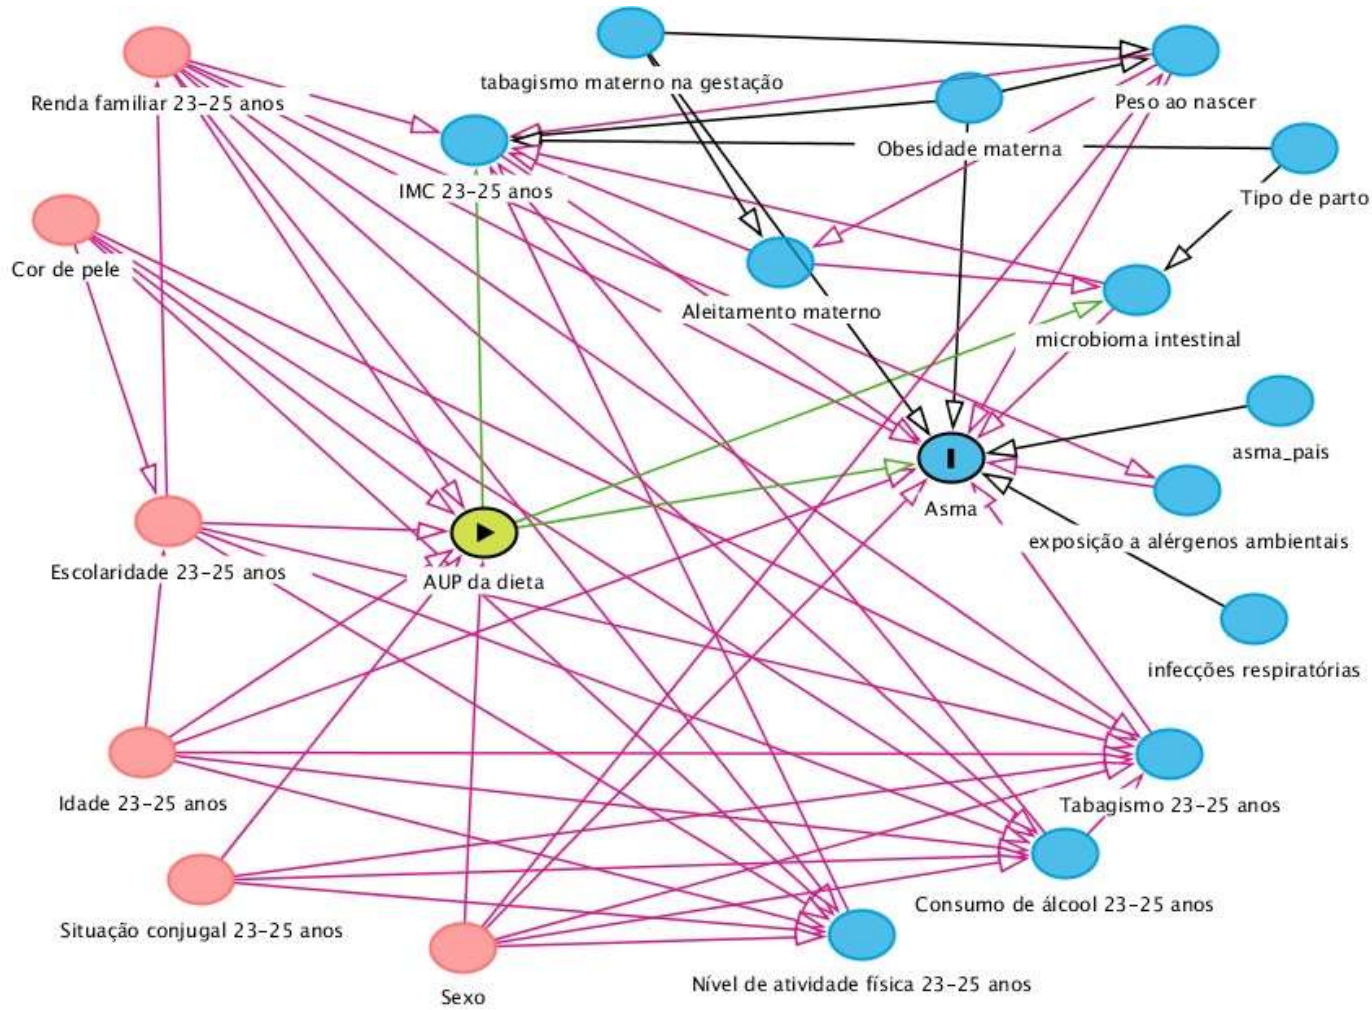 tabagismo materno na gestação
Renda familiar 23-25 anos
Peso ao nascer
Obesidade materna
IMC 23-25 anos
Tipo de parto
Cor de pele
Aleitamento materno
microbioma intestinal
asma_pais
Asma
exposição a alérgenos ambientais
Escolaridade 23-25 anos
AUP da dieta
infecções respiratórias
Idade 23-25 anos
Tabagismo 23-25 anos
Consumo de álcool 23-25 anos
Situação conjugal 23-25 anos
Nível de atividade física 23-25 anos
Sexo